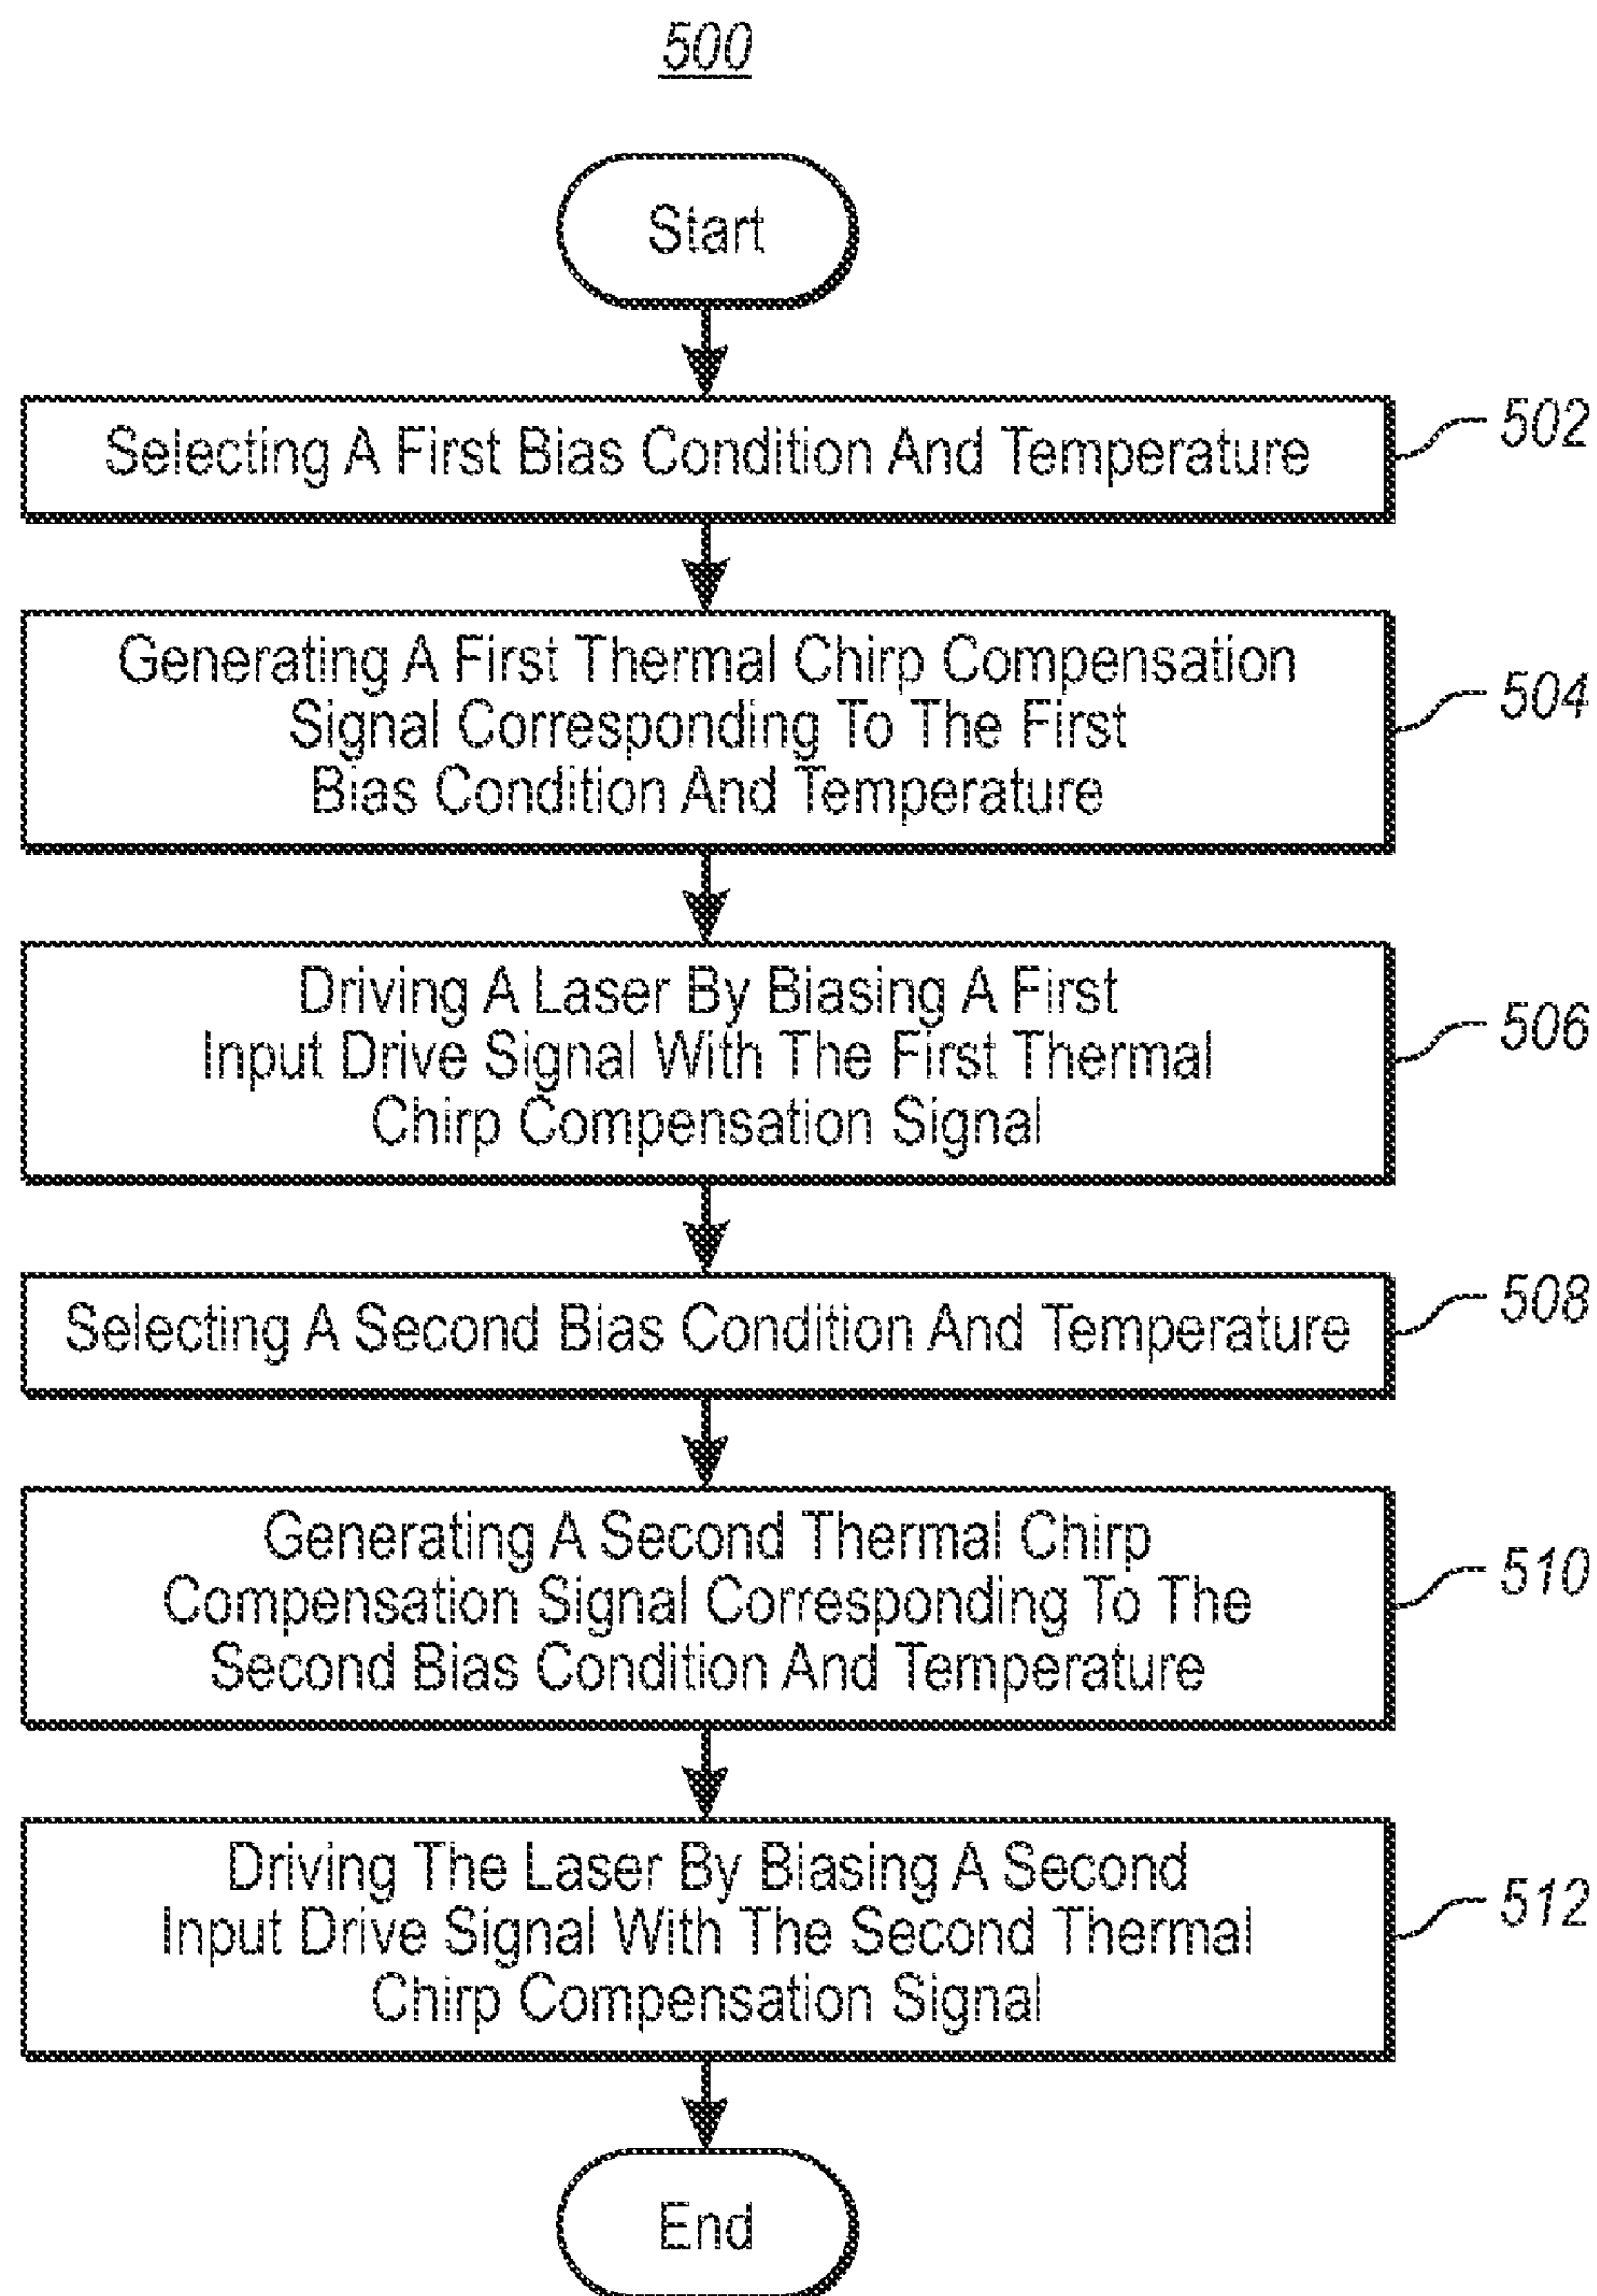 500
Start
Selecting A First Bias Condition And Temperature
502
Generating A First Thermal Chirp Compensation
Signal Corresponding To The First
Bias Condition And Temperature
504
Driving A Laser By Biasing A First
Input Drive Signal With The First Thermal
Chirp Compensation Signal
506
Selecting A Second Bias Condition And Temperature
508
Generating A Second Thermal Chirp
Compensation Signal Corresponding To The
Second Bias Condition And Temperature
510
Driving The Laser By Biasing A Second
Input Drive Signal With The Second Thermal
Chirp Compensation Signal
512
End